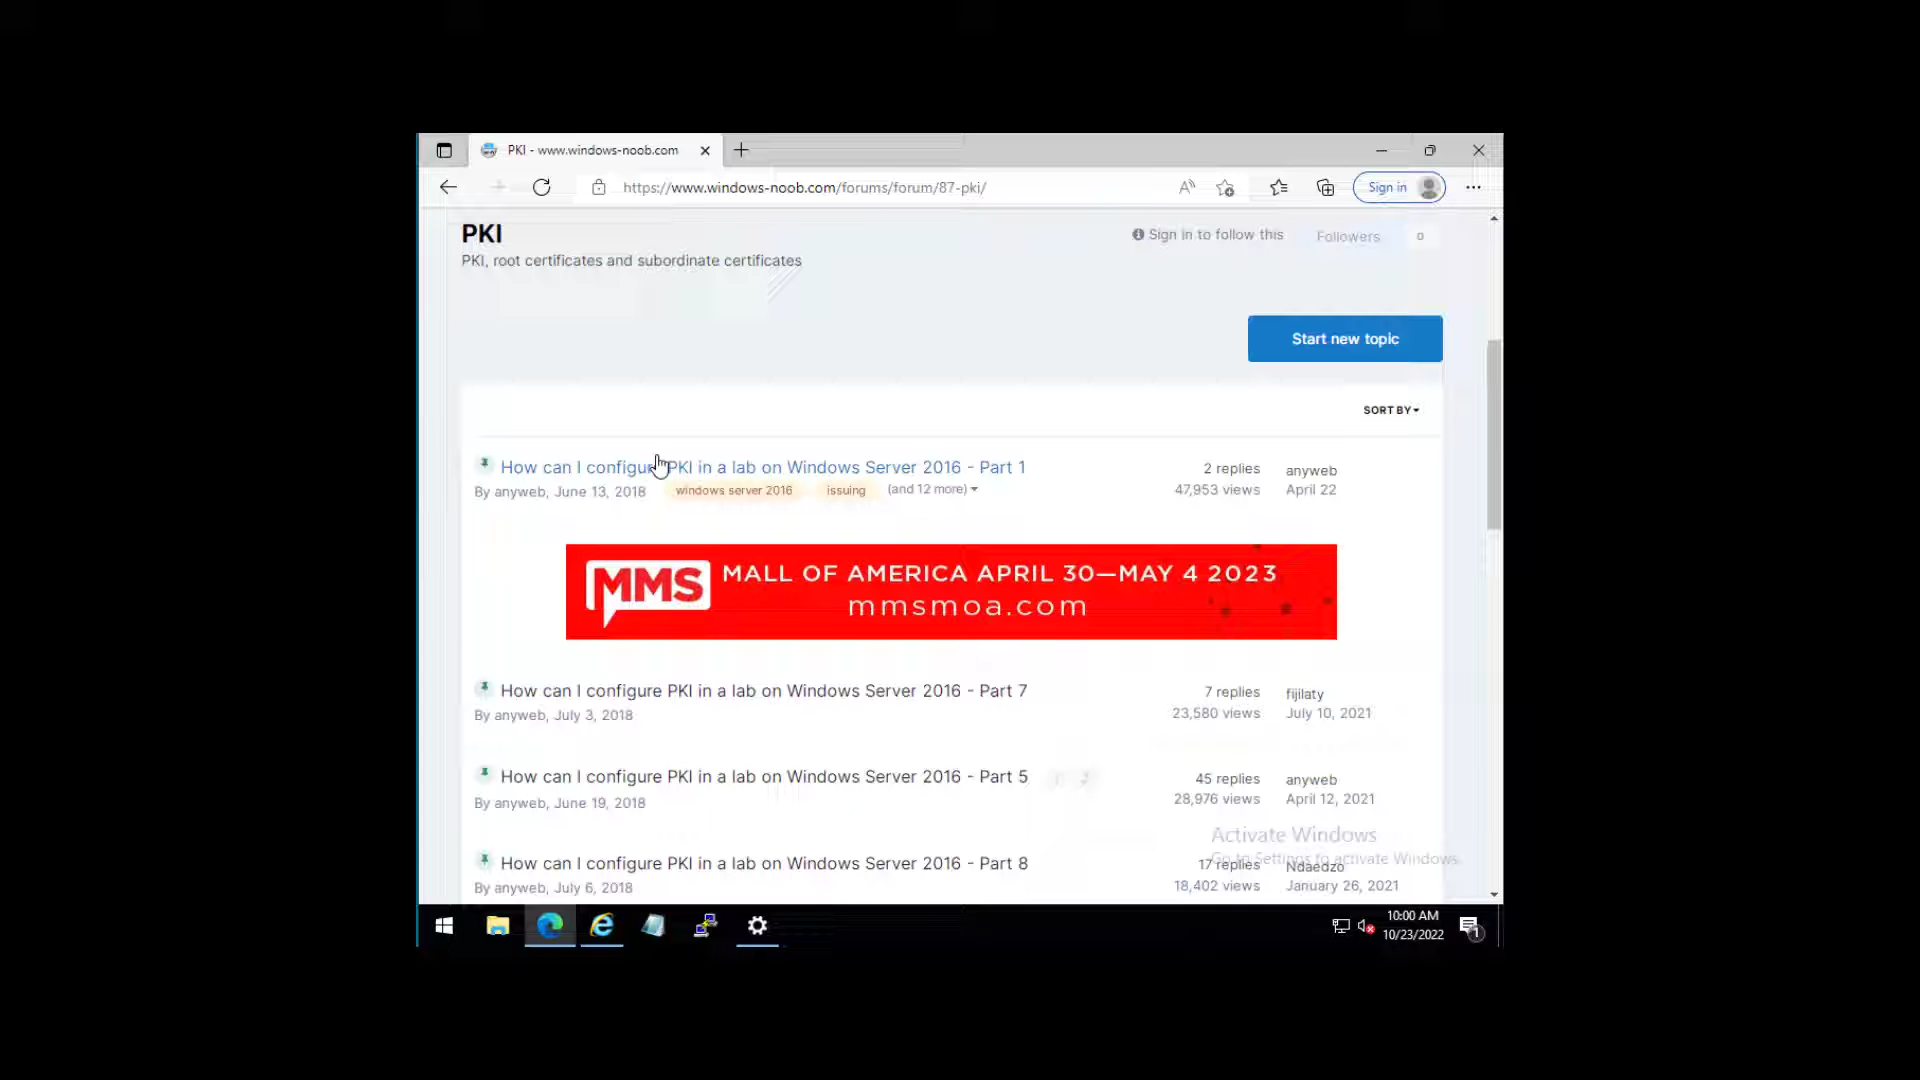 PKI - www.windows-noob.com
https://www.windows-noob.com/forums/forum/87-pki/
Sign in
PKI
Sign in to follow this
Followers
0
PKI, root certificates and subordinate certificates
Start new topic
SORT BY
How can I configure PKI in a lab on Windows Server 2016 - Part 1
2 replies
anyweb
By anyweb, June 13, 2018
windows server 2016
issuing
(and 12 more)
47,953 views
April 22
MMS
MALL OF AMERICA APRIL 30—MAY 4 2023
mmsmoa.com
How can I configure PKI in a lab on Windows Server 2016 - Part 7
7 replies
fijilaty
By anyweb, July 3, 2018
23,580 views
July 10, 2021
How can I configure PKI in a lab on Windows Server 2016 - Part 5
45 replies
anyweb
By anyweb, June 19, 2018
28,976 views
April 12, 2021
Activate Windows
Go to Settings to activate Windows.
How can I configure PKI in a lab on Windows Server 2016 - Part 8
17 replies
Ndaedzo
By anyweb, July 6, 2018
18,402 views
January 26, 2021
10:00 AM
10/23/2022
1